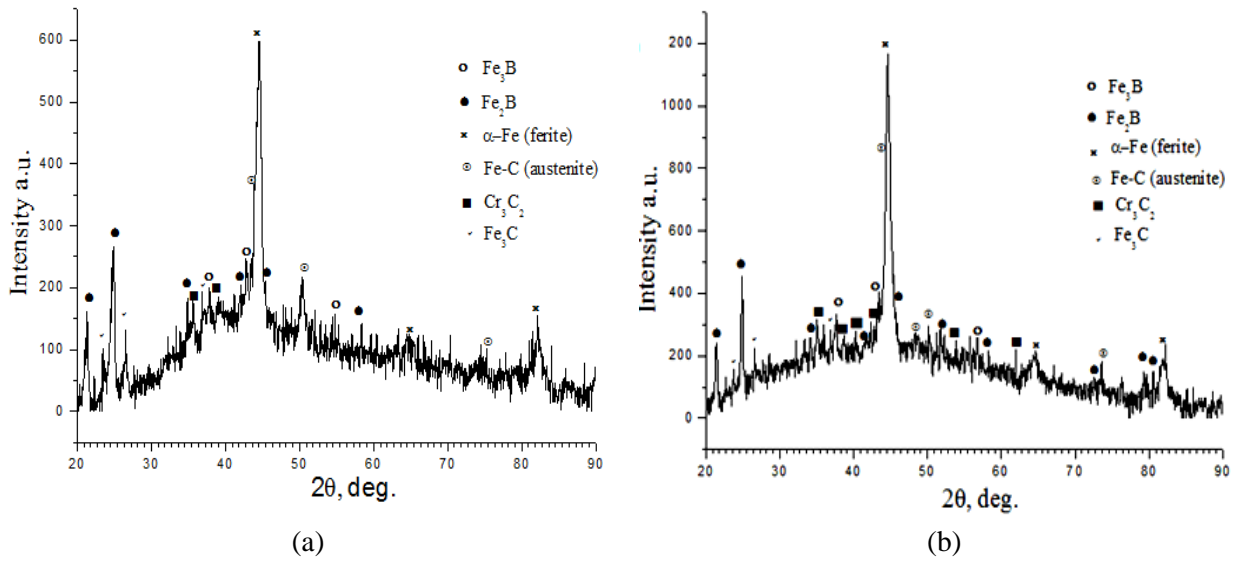 600
500
400
300
200
100
0
Intensity a.u.
Fe₃B
Fe₂B
α–Fe (ferite)
Fe-C (austenite)
Cr₃C₂
Fe₃C
20 30 40 50 60 70 80 90
2θ, deg.
(a)
1200
1000
800
600
400
200
0
Intensity a.u.
Fe₃B
Fe₂B
α–Fe (ferite)
Fe-C (austenite)
Cr₃C₂
Fe₃C
20 30 40 50 60 70 80 90
2θ, deg.
(b)